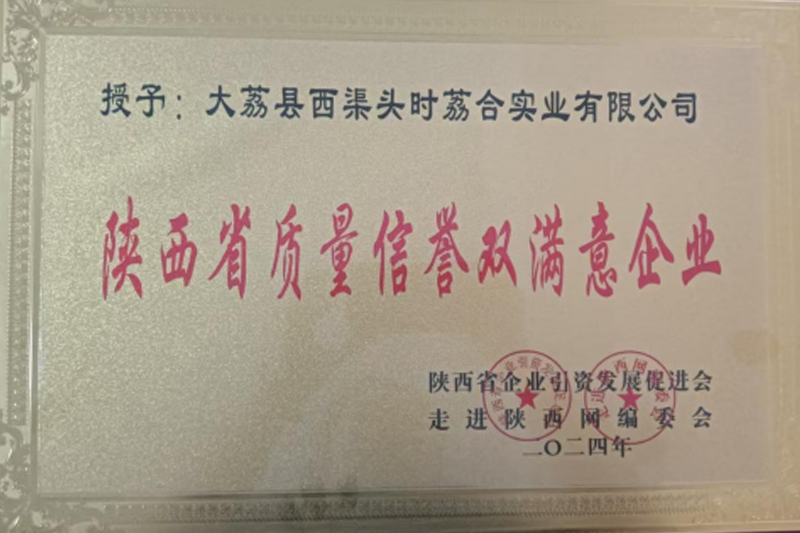 授予：大荔县西渠头时荔合实业有限公司
陕西省质量信誉双满意企业
陕西省企业引资发展促进会
走进陕西网编委会
二〇二四年